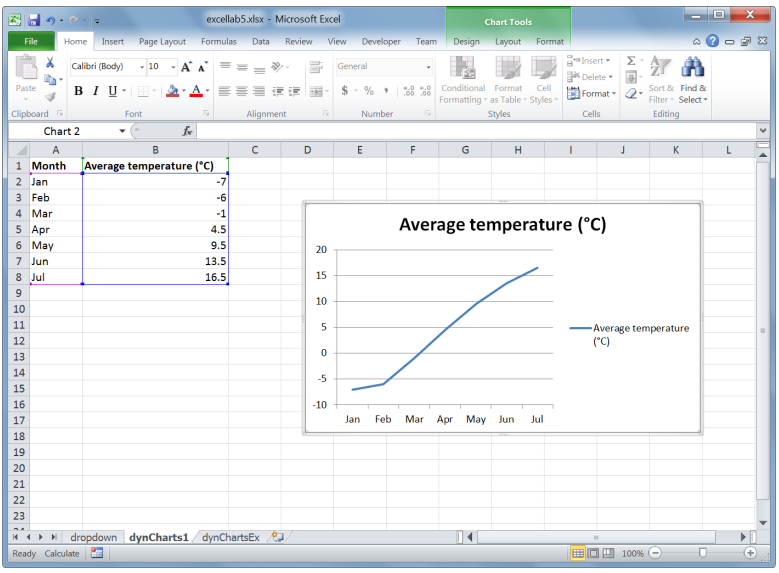 excellab5.xlsx - Microsoft Excel
Chart Tools
File Home Insert Page Layout Formulas Data Review View Developer Team Design Layout Format
Paste
Calibri (Body) 10 A A
B I U A
General
$ % , .0 .00 .00 .0
Conditional Formatting
Format as Table
Cell Styles
Insert
Delete
Format
Σ
Sort & Filter
Find & Select
Clipboard Font Alignment Number Styles Cells Editing
Chart 2 fx
A B C D E F G H I J K L
1 Month Average temperature (°C)
2 Jan -7
3 Feb -6
4 Mar -1
5 Apr 4.5
6 May 9.5
7 Jun 13.5
8 Jul 16.5
9
10
11
12
13
14
15
16
17
18
19
20
21
22
23
Average temperature (°C)
20
15
10
5
0
-5
-10
Jan Feb Mar Apr May Jun Jul
Average temperature
(°C)
dropdown dynCharts1 dynChartsEx
Ready Calculate 100%